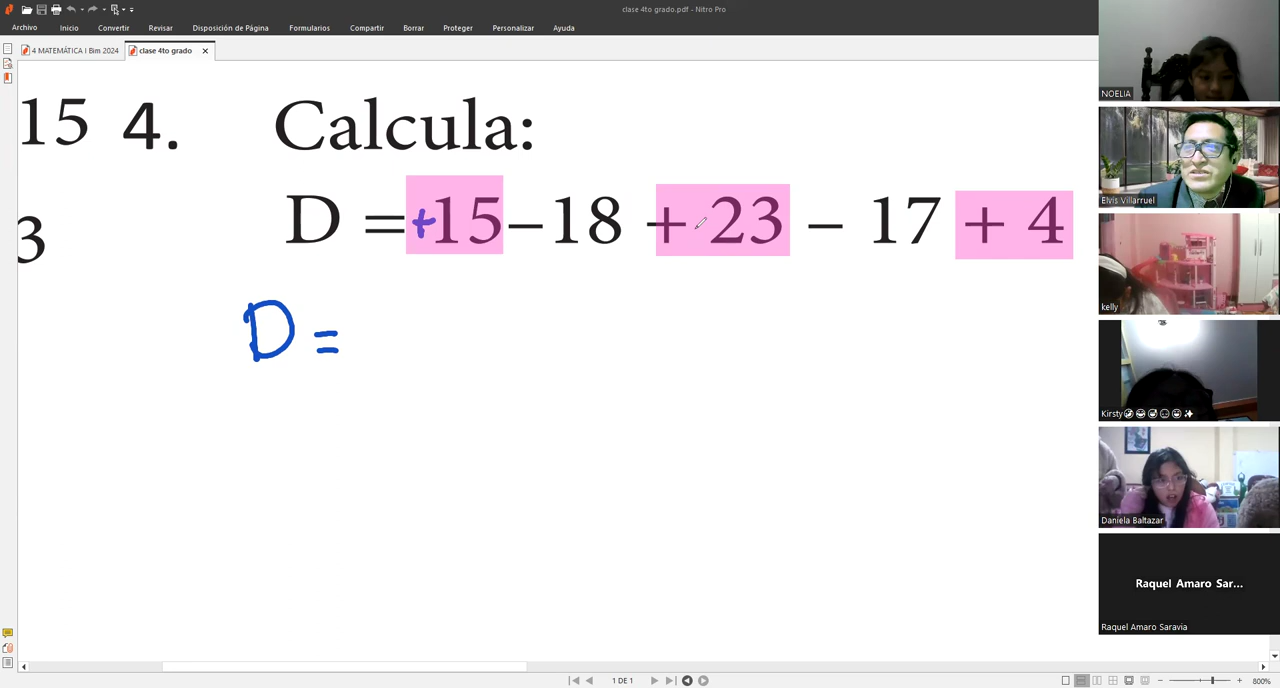 clase 4to grado.pdf - Nitro Pro
Archivo Inicio Convertir Revisar Disposición de Página Formularios Compartir Borrar Proteger Personalizar Ayuda
4 MATEMÁTICA I Bim 2024 clase 4to grado
15 4. Calcula:
3 D = +15 – 18 + 23 – 17 + 4
D =
NOELIA
Elvis Villarruel
kelly
Kirsty
Daniela Baltazar
Raquel Amaro Sar...
Raquel Amaro Saravia
1 DE 1
800%